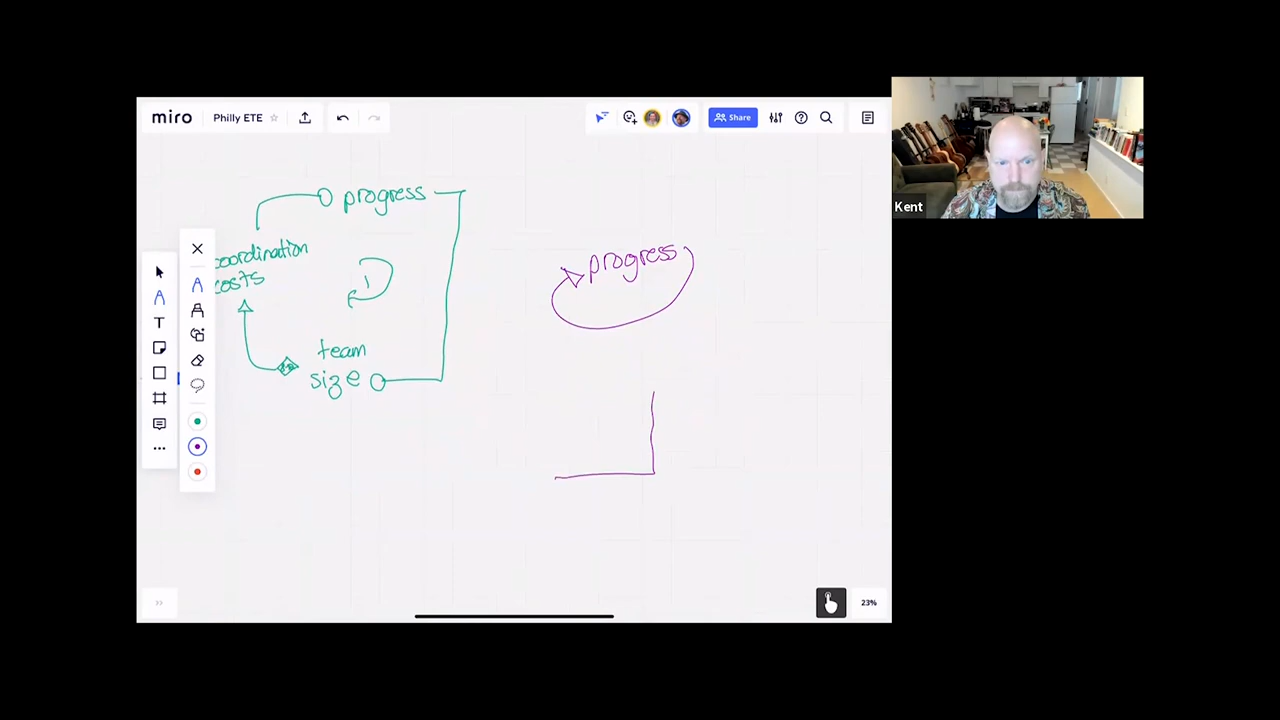 miro
Philly ETE
Share
Kent
progress
coordination
costs
progress
team
size
T
23%